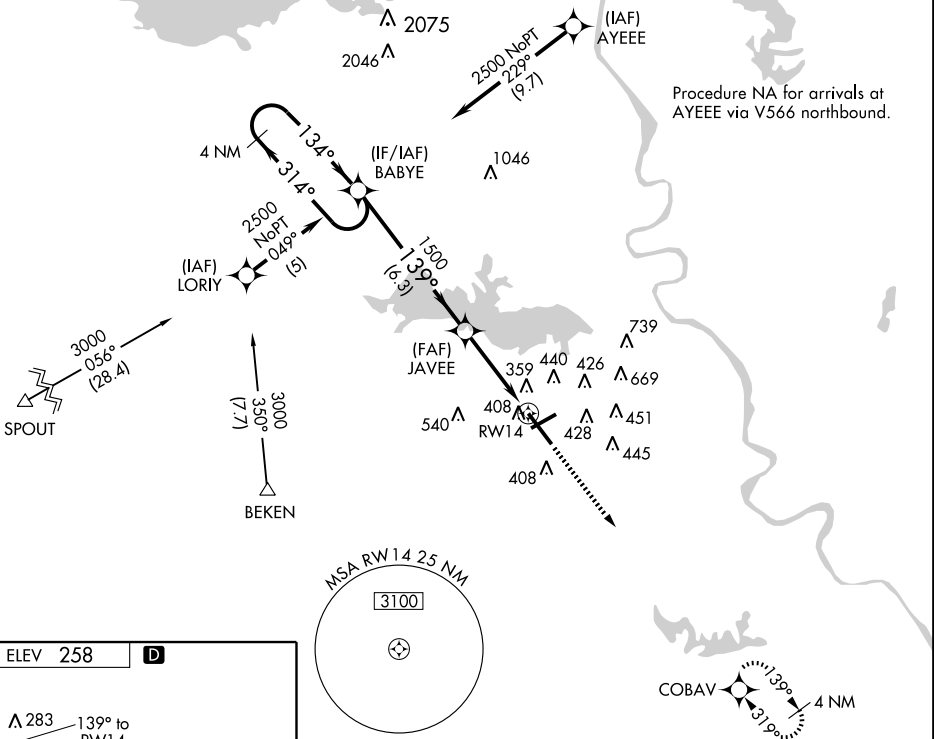 2075
2046
(IAF)
AYEEE
2500 NoPT
229°
(9.7)
Procedure NA for arrivals at
AYEEE via V566 northbound.
4 NM
134°
314°
(IF/IAF)
BABYE
1046
2500
NoPT
049°
(5)
(IAF)
LORIY
1500
139°
(6.3)
3000
056°
(28.4)
SPOUT
(FAF)
JAVEE
739
359
440
426
669
408
540
RW14
428
451
445
408
3000
350°
(7.7)
BEKEN
MSA RW14 25 NM
3100
ELEV 258
D
283
139° to
COBAV
139°
319°
4 NM